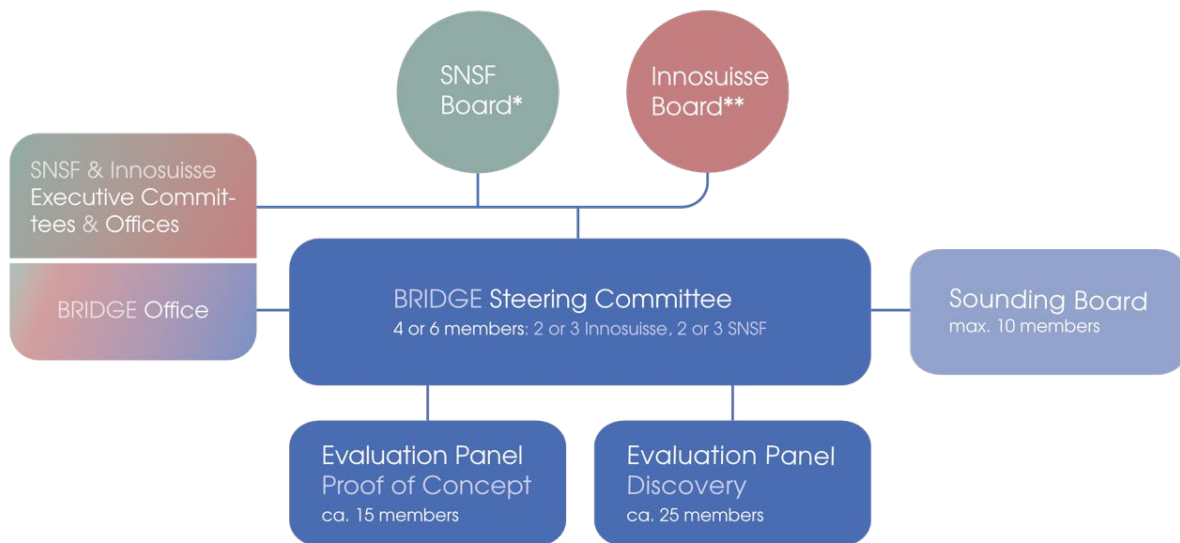 SNSF
Board*
Innosuisse
Board**
SNSF & Innosuisse
Executive Commit-
tees & Offices
BRIDGE Office
BRIDGE Steering Committee
4 or 6 members: 2 or 3 Innosuisse, 2 or 3 SNSF
Sounding Board
max. 10 members
Evaluation Panel
Proof of Concept
ca. 15 members
Evaluation Panel
Discovery
ca. 25 members